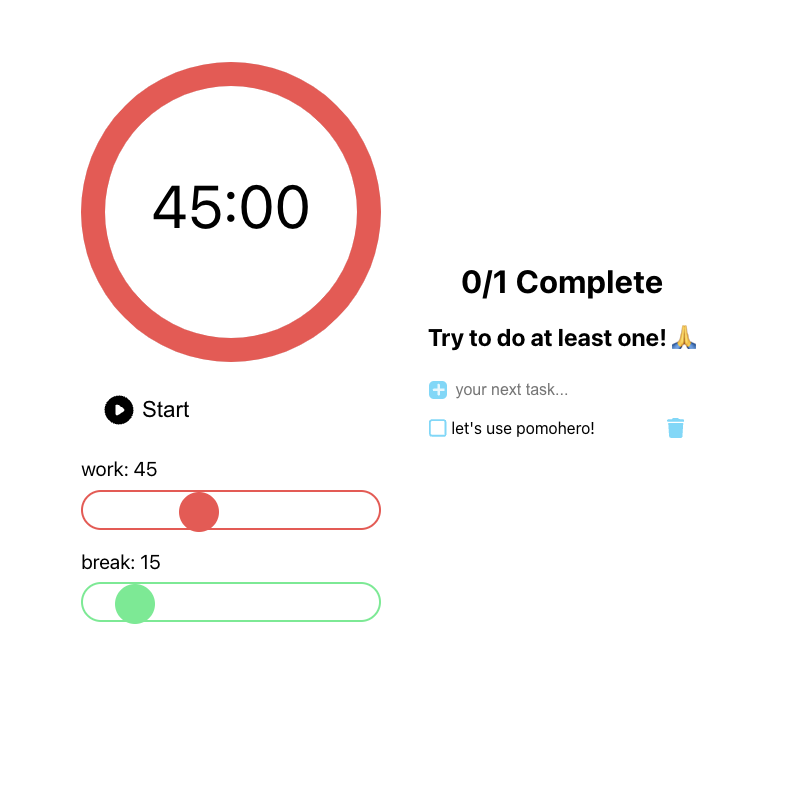 45:00
Start
work: 45
break: 15
0/1 Complete
Try to do at least one! 🙏
your next task...
let's use pomohero!